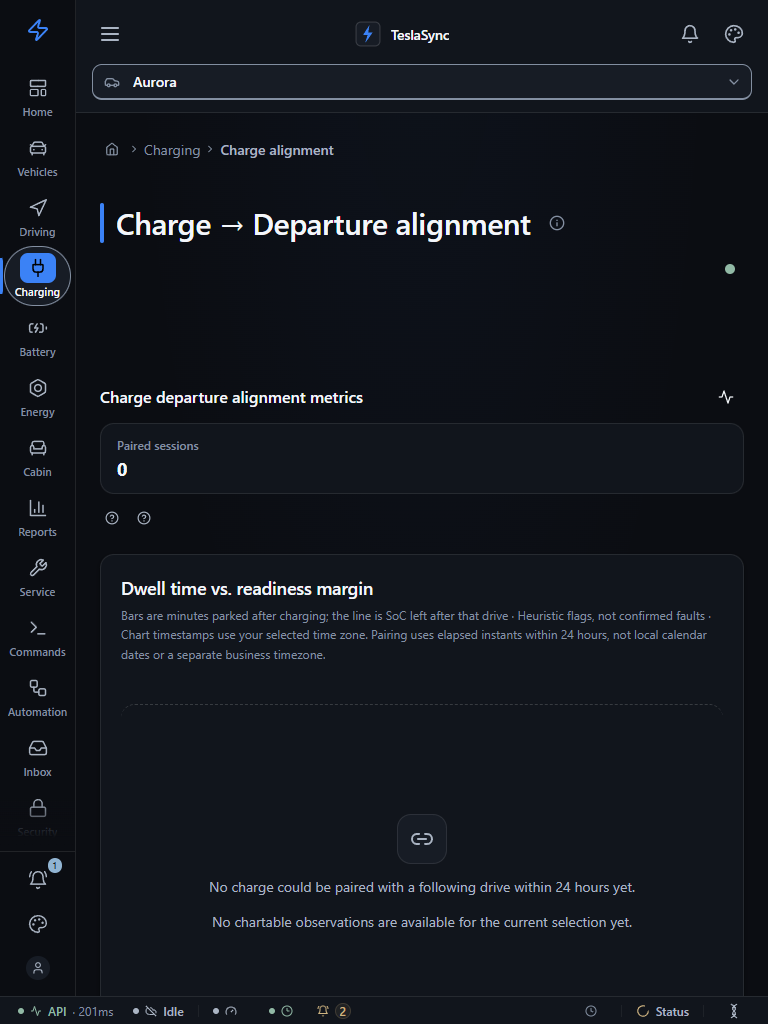 TeslaSync
Aurora
Home
Vehicles
Driving
Charging
Battery
Energy
Cabin
Reports
Service
Commands
Automation
Inbox
Security
1
Charging
Charge alignment
Charge → Departure alignment
Charge departure alignment metrics
Paired sessions
0
Dwell time vs. readiness margin
Bars are minutes parked after charging; the line is SoC left after that drive · Heuristic flags, not confirmed faults ·
Chart timestamps use your selected time zone. Pairing uses elapsed instants within 24 hours, not local calendar
dates or a separate business timezone.
No charge could be paired with a following drive within 24 hours yet.
No chartable observations are available for the current selection yet.
API · 201ms
Idle
2
Status